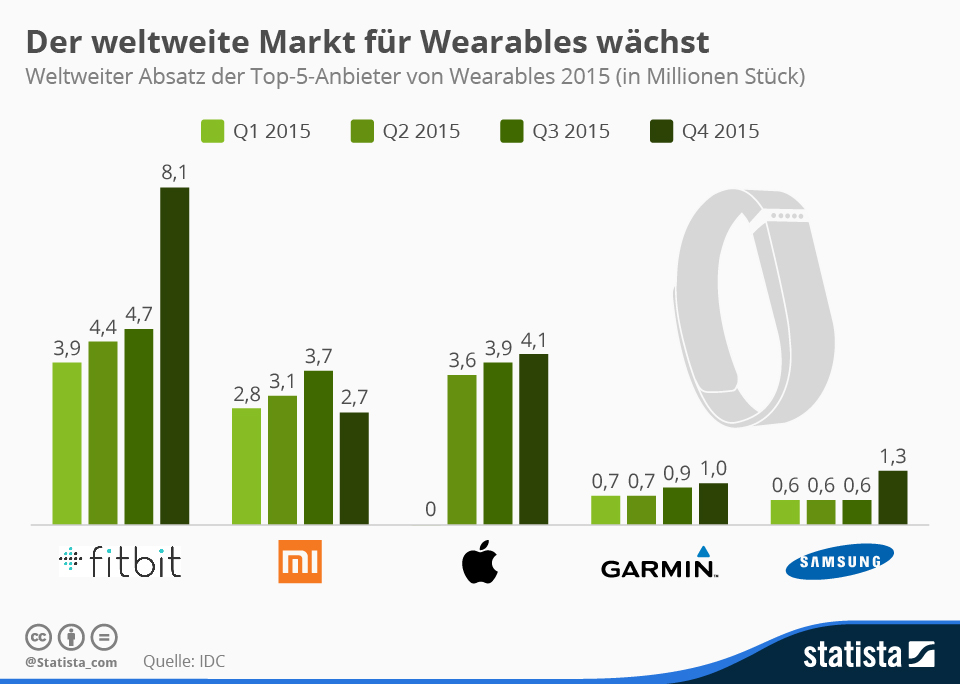 Der weltweite Markt für Wearables wächst
Weltweiter Absatz der Top-5-Anbieter von Wearables 2015 (in Millionen Stück)
Q1 2015 Q2 2015 Q3 2015 Q4 2015
3,9 4,4 4,7 8,1
2,8 3,1 3,7 2,7
0 3,6 3,9 4,1
0,7 0,7 0,9 1,0
0,6 0,6 0,6 1,3
fitbit mi GARMIN™ SAMSUNG
cc
@Statista_com Quelle: IDC
statista